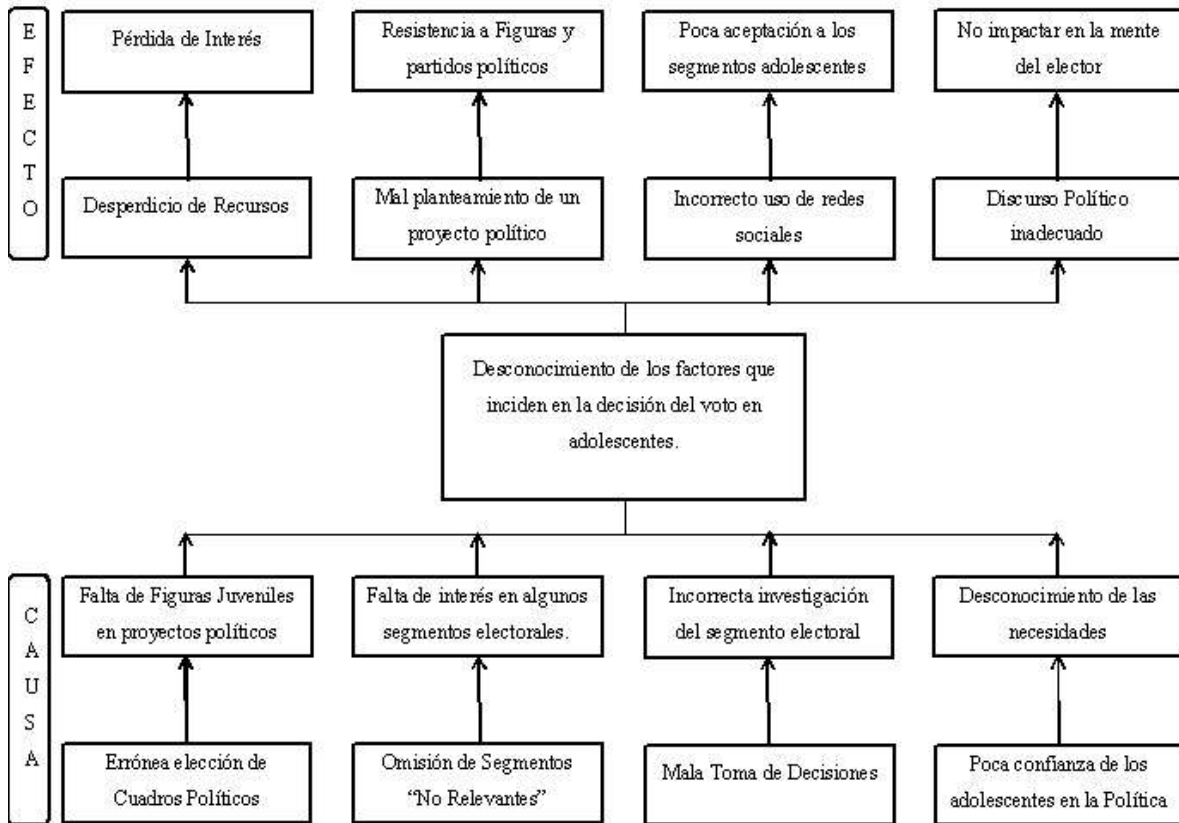 E
F
E
C
T
O
Pérdida de Interés
Resistencia a Figuras y
partidos políticos
Poca aceptación a los
segmentos adolescentes
No impactar en la mente
del elector
Desperdicio de Recursos
Mal planteamiento de un
proyecto político
Incorrecto uso de redes
sociales
Discurso Político
inadecuado
Desconocimiento de los factores que
inciden en la decisión del voto en
adolescentes.
C
A
U
S
A
Falta de Figuras Juveniles
en proyectos políticos
Falta de interés en algunos
segmentos electorales.
Incorrecta investigación
del segmento electoral
Desconocimiento de las
necesidades
Errónea elección de
Cuadros Políticos
Omisión de Segmentos
“No Relevantes”
Mala Toma de Decisiones
Poca confianza de los
adolescentes en la Política